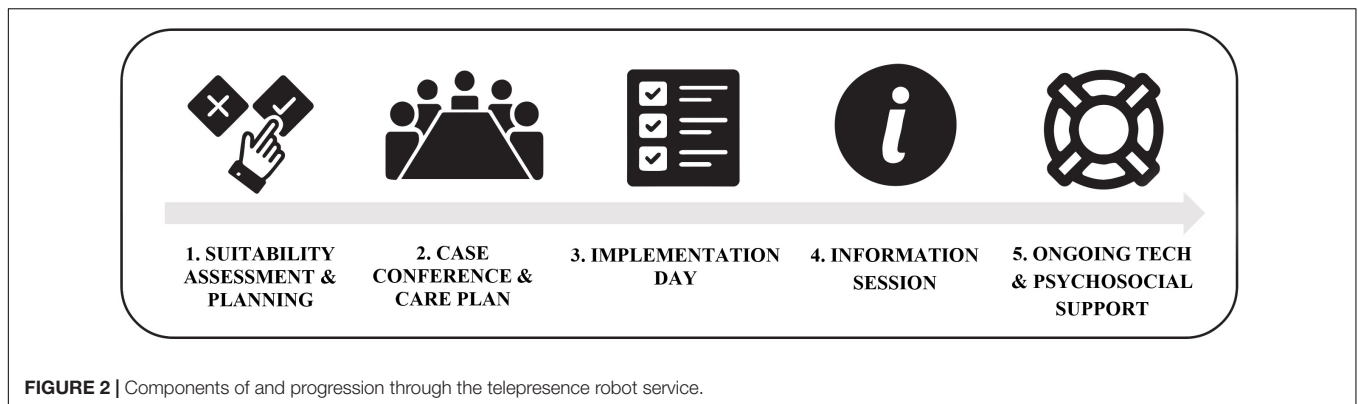 1. SUITABILITY
ASSESSMENT &
PLANNING
2. CASE
CONFERENCE &
CARE PLAN
3. IMPLEMENTATION
DAY
4. INFORMATION
SESSION
5. ONGOING TECH
& PSYCHOSOCIAL
SUPPORT
FIGURE 2 | Components of and progression through the telepresence robot service.